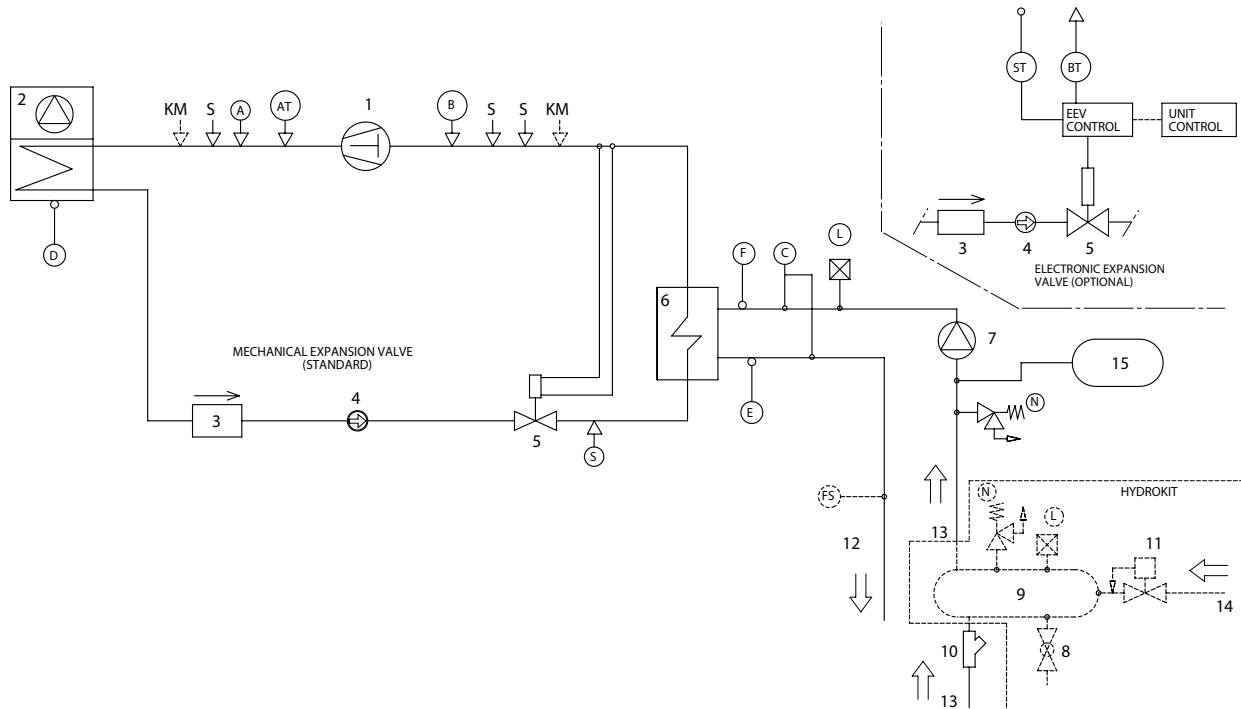 ST
BT
2
KM
S
A
AT
1
B
S
S
KM
EEV
CONTROL
UNIT
CONTROL
D
3
4
5
ELECTRONIC EXPANSION
VALVE (OPTIONAL)
F
C
L
6
7
MECHANICAL EXPANSION VALVE
(STANDARD)
15
3
4
5
S
E
N
FS
N
HYDROKIT
L
12
13
11
9
14
10
8
13